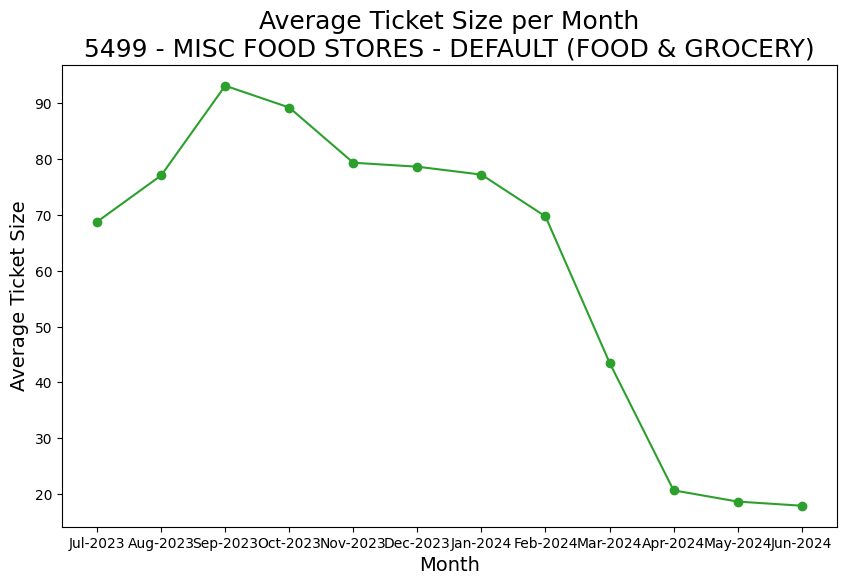 Average Ticket Size per Month
5499 - MISC FOOD STORES - DEFAULT (FOOD & GROCERY)
Average Ticket Size
90
80
70
60
50
40
30
20
Jul-2023 Aug-2023 Sep-2023 Oct-2023 Nov-2023 Dec-2023 Jan-2024 Feb-2024 Mar-2024 Apr-2024 May-2024 Jun-2024
Month